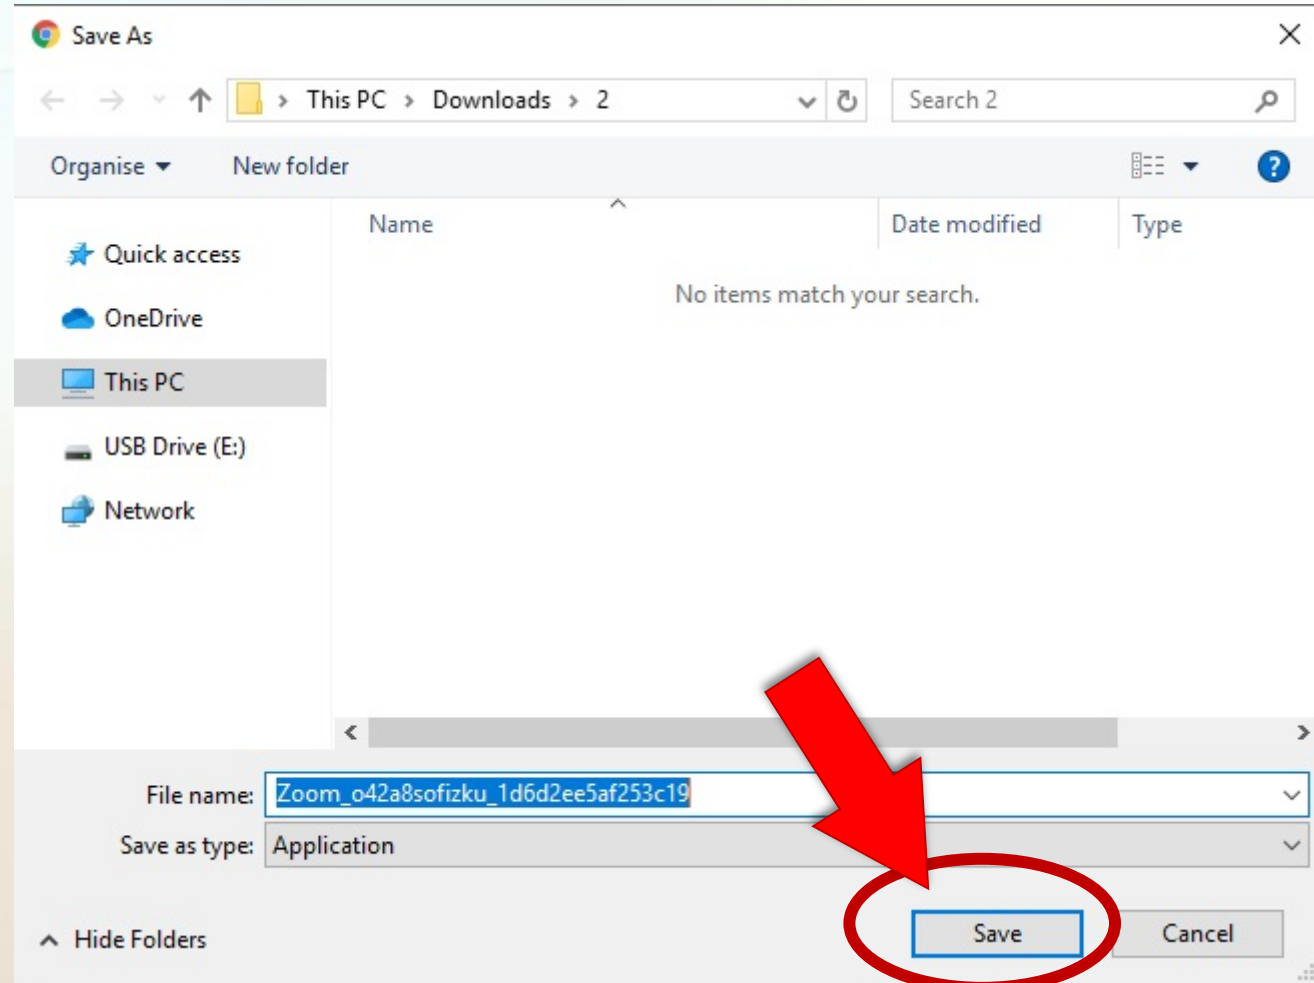 Save As
This PC > Downloads > 2
Search 2
Organise
New folder
Name
Date modified
Type
Quick access
OneDrive
This PC
USB Drive (E:)
Network
No items match your search.
File name: Zoom_o42a8sofizku_1d6d2ee5af253c19
Save as type: Application
Hide Folders
Save
Cancel